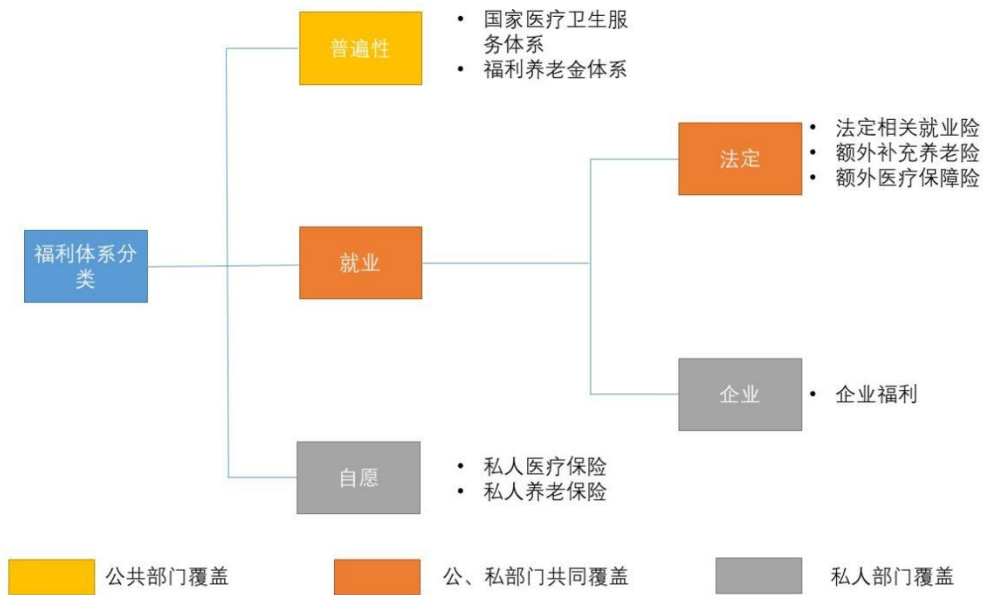 普遍性
• 国家医疗卫生服
务体系
• 福利养老金体系
法定
• 法定相关就业险
• 额外补充养老险
• 额外医疗保障险
福利体系分
类
就业
企业
• 企业福利
自愿
• 私人医疗保险
• 私人养老保险
公共部门覆盖
公、私部门共同覆盖
私人部门覆盖